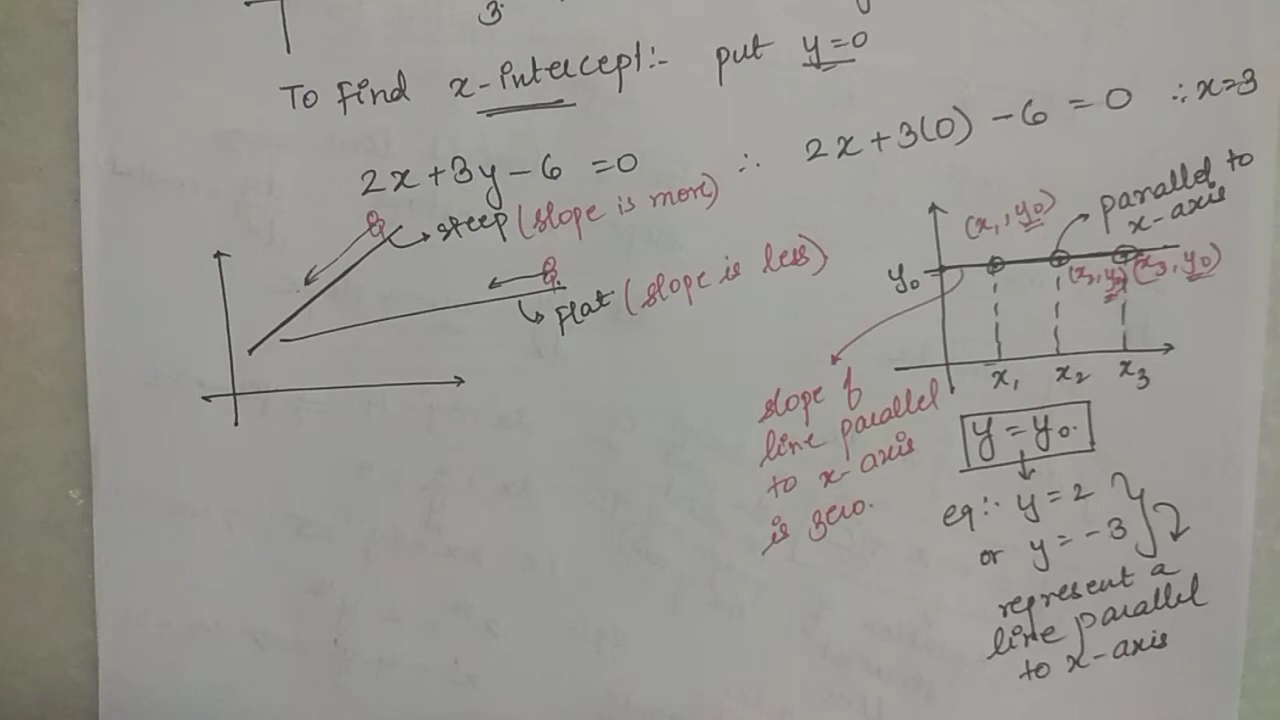 3
To Find x-intercept:- put y=0
2x+3y-6 =0 ∴ 2x+3(0) -6 =0 ∴x=3
steep (slope is more)
Flat (slope is less)
parallel to
x-axis
(x₁, y₀)
y₀
(x₃, y₀)
x₁ x₂ x₃
slope of
line parallel
to x-axis
is zero.
y=y₀.
eg:- y=2
or y=-3
represent a
line parallel
to x-axis